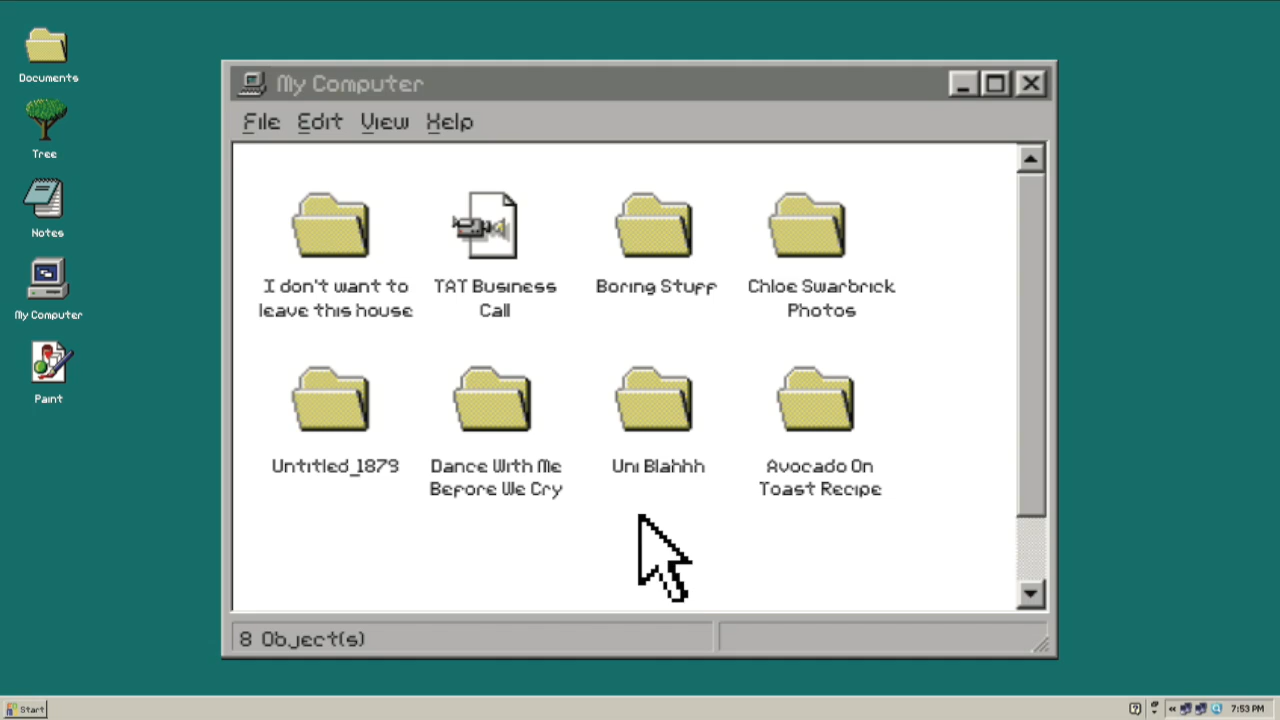 Documents
Tree
Notes
My Computer
Paint
My Computer
File Edit View Help
I don't want to
leave this house
TAT Business
Call
Boring Stuff
Chloe Swarbrick
Photos
Untitled_1879
Dance With Me
Before We Cry
Uni Blahhh
Avocado On
Toast Recipe
8 Object(s)
Start
7:53 PM